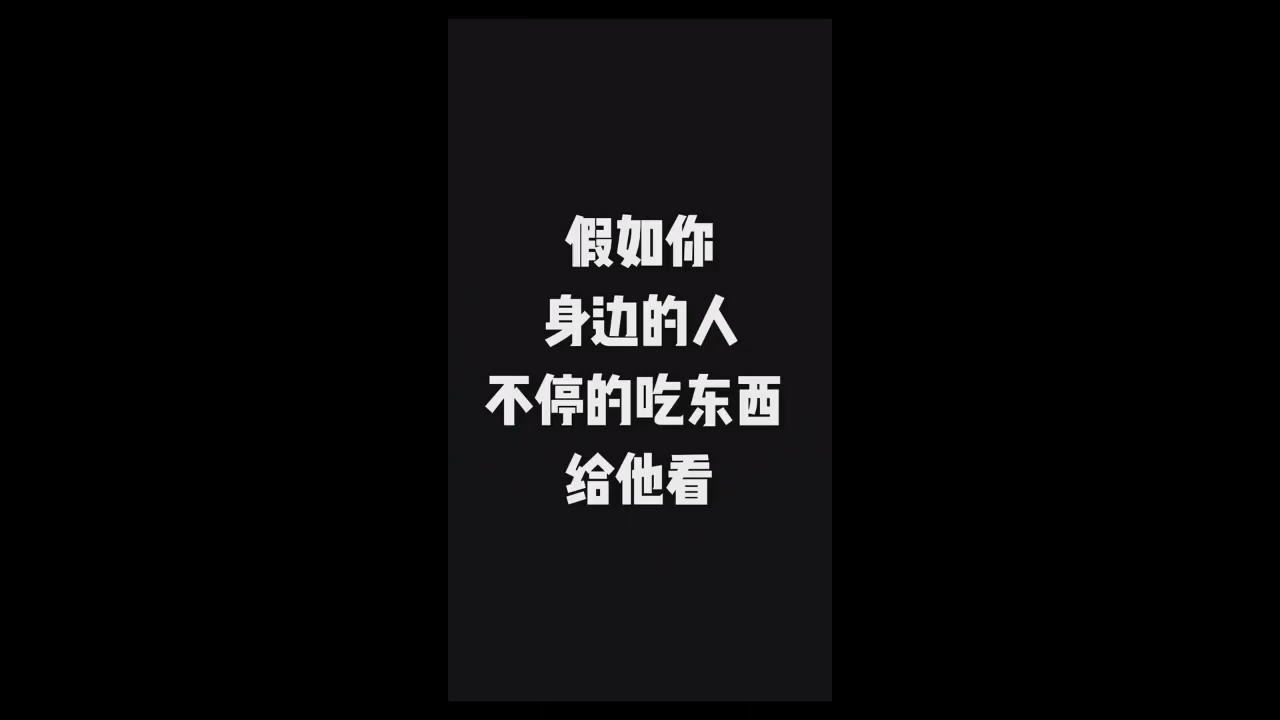 假如你
身边的人
不停的吃东西
给他看